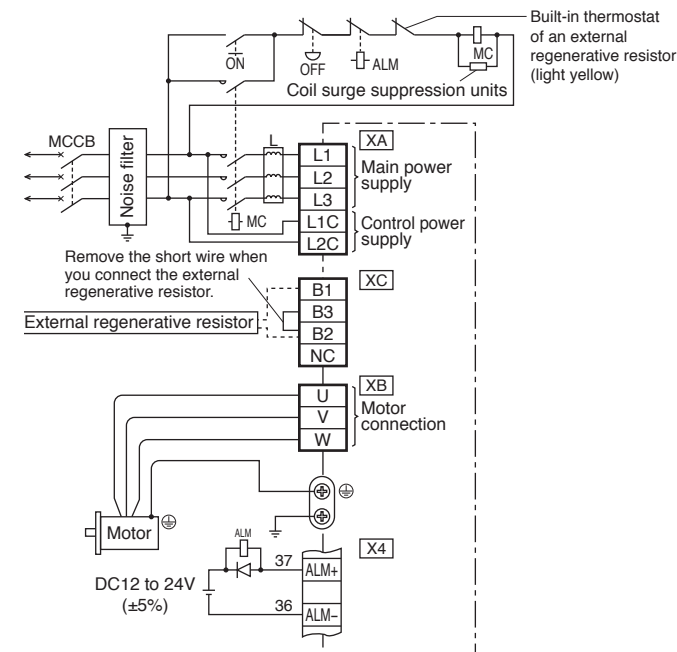 Built-in thermostat
of an external
regenerative resistor
(light yellow)
ON
OFF
ALM
MC
Coil surge suppression units
MCCB
Noise filter
L
MC
XA
L1
L2
L3
L1C
L2C
Main power
supply
Control power
supply
Remove the short wire when
you connect the external
regenerative resistor.
External regenerative resistor
XC
B1
B3
B2
NC
XB
U
V
W
Motor
connection
Motor
ALM
DC12 to 24V
(±5%)
37
36
X4
ALM+
ALM−